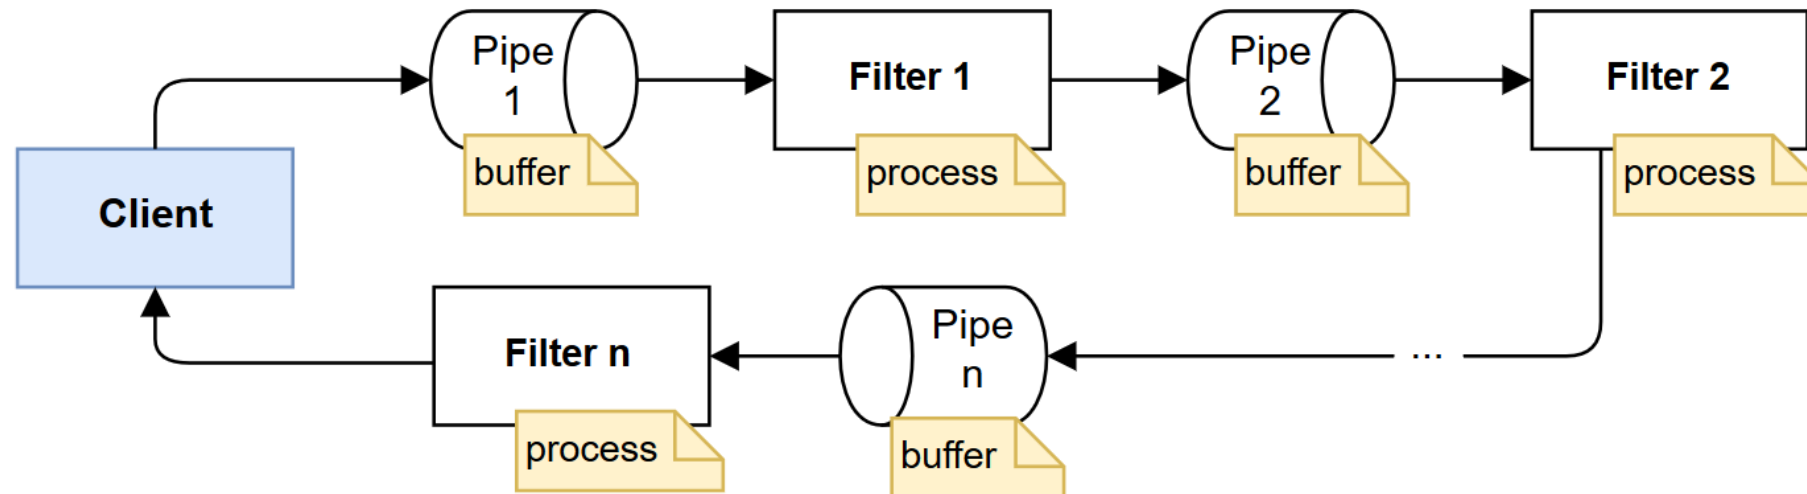 Pipe
1
buffer
Filter 1
process
Pipe
2
buffer
Filter 2
process
Client
...
Pipe
n
buffer
Filter n
process